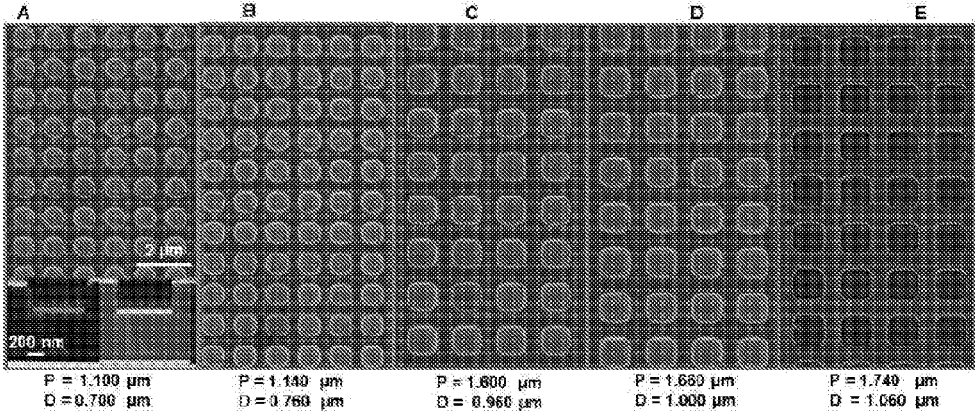 A B C D E
2 µm
200 nm
P = 1.100 µm
D = 0.700 µm
P = 1.140 µm
D = 0.760 µm
P = 1.600 µm
D = 0.960 µm
P = 1.660 µm
D = 1.000 µm
P = 1.740 µm
D = 1.060 µm